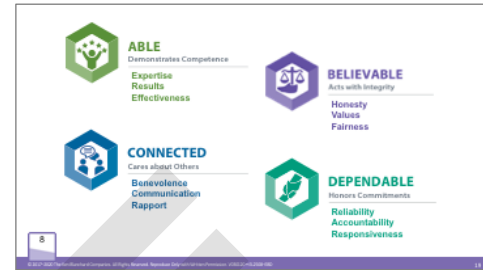 ABLE
Demonstrates Competence
Expertise
Results
Effectiveness
BELIEVABLE
Acts with Integrity
Honesty
Values
Fairness
CONNECTED
Cares about Others
Benevolence
Communication
Rapport
DEPENDABLE
Honors Commitments
Reliability
Accountability
Responsiveness
8